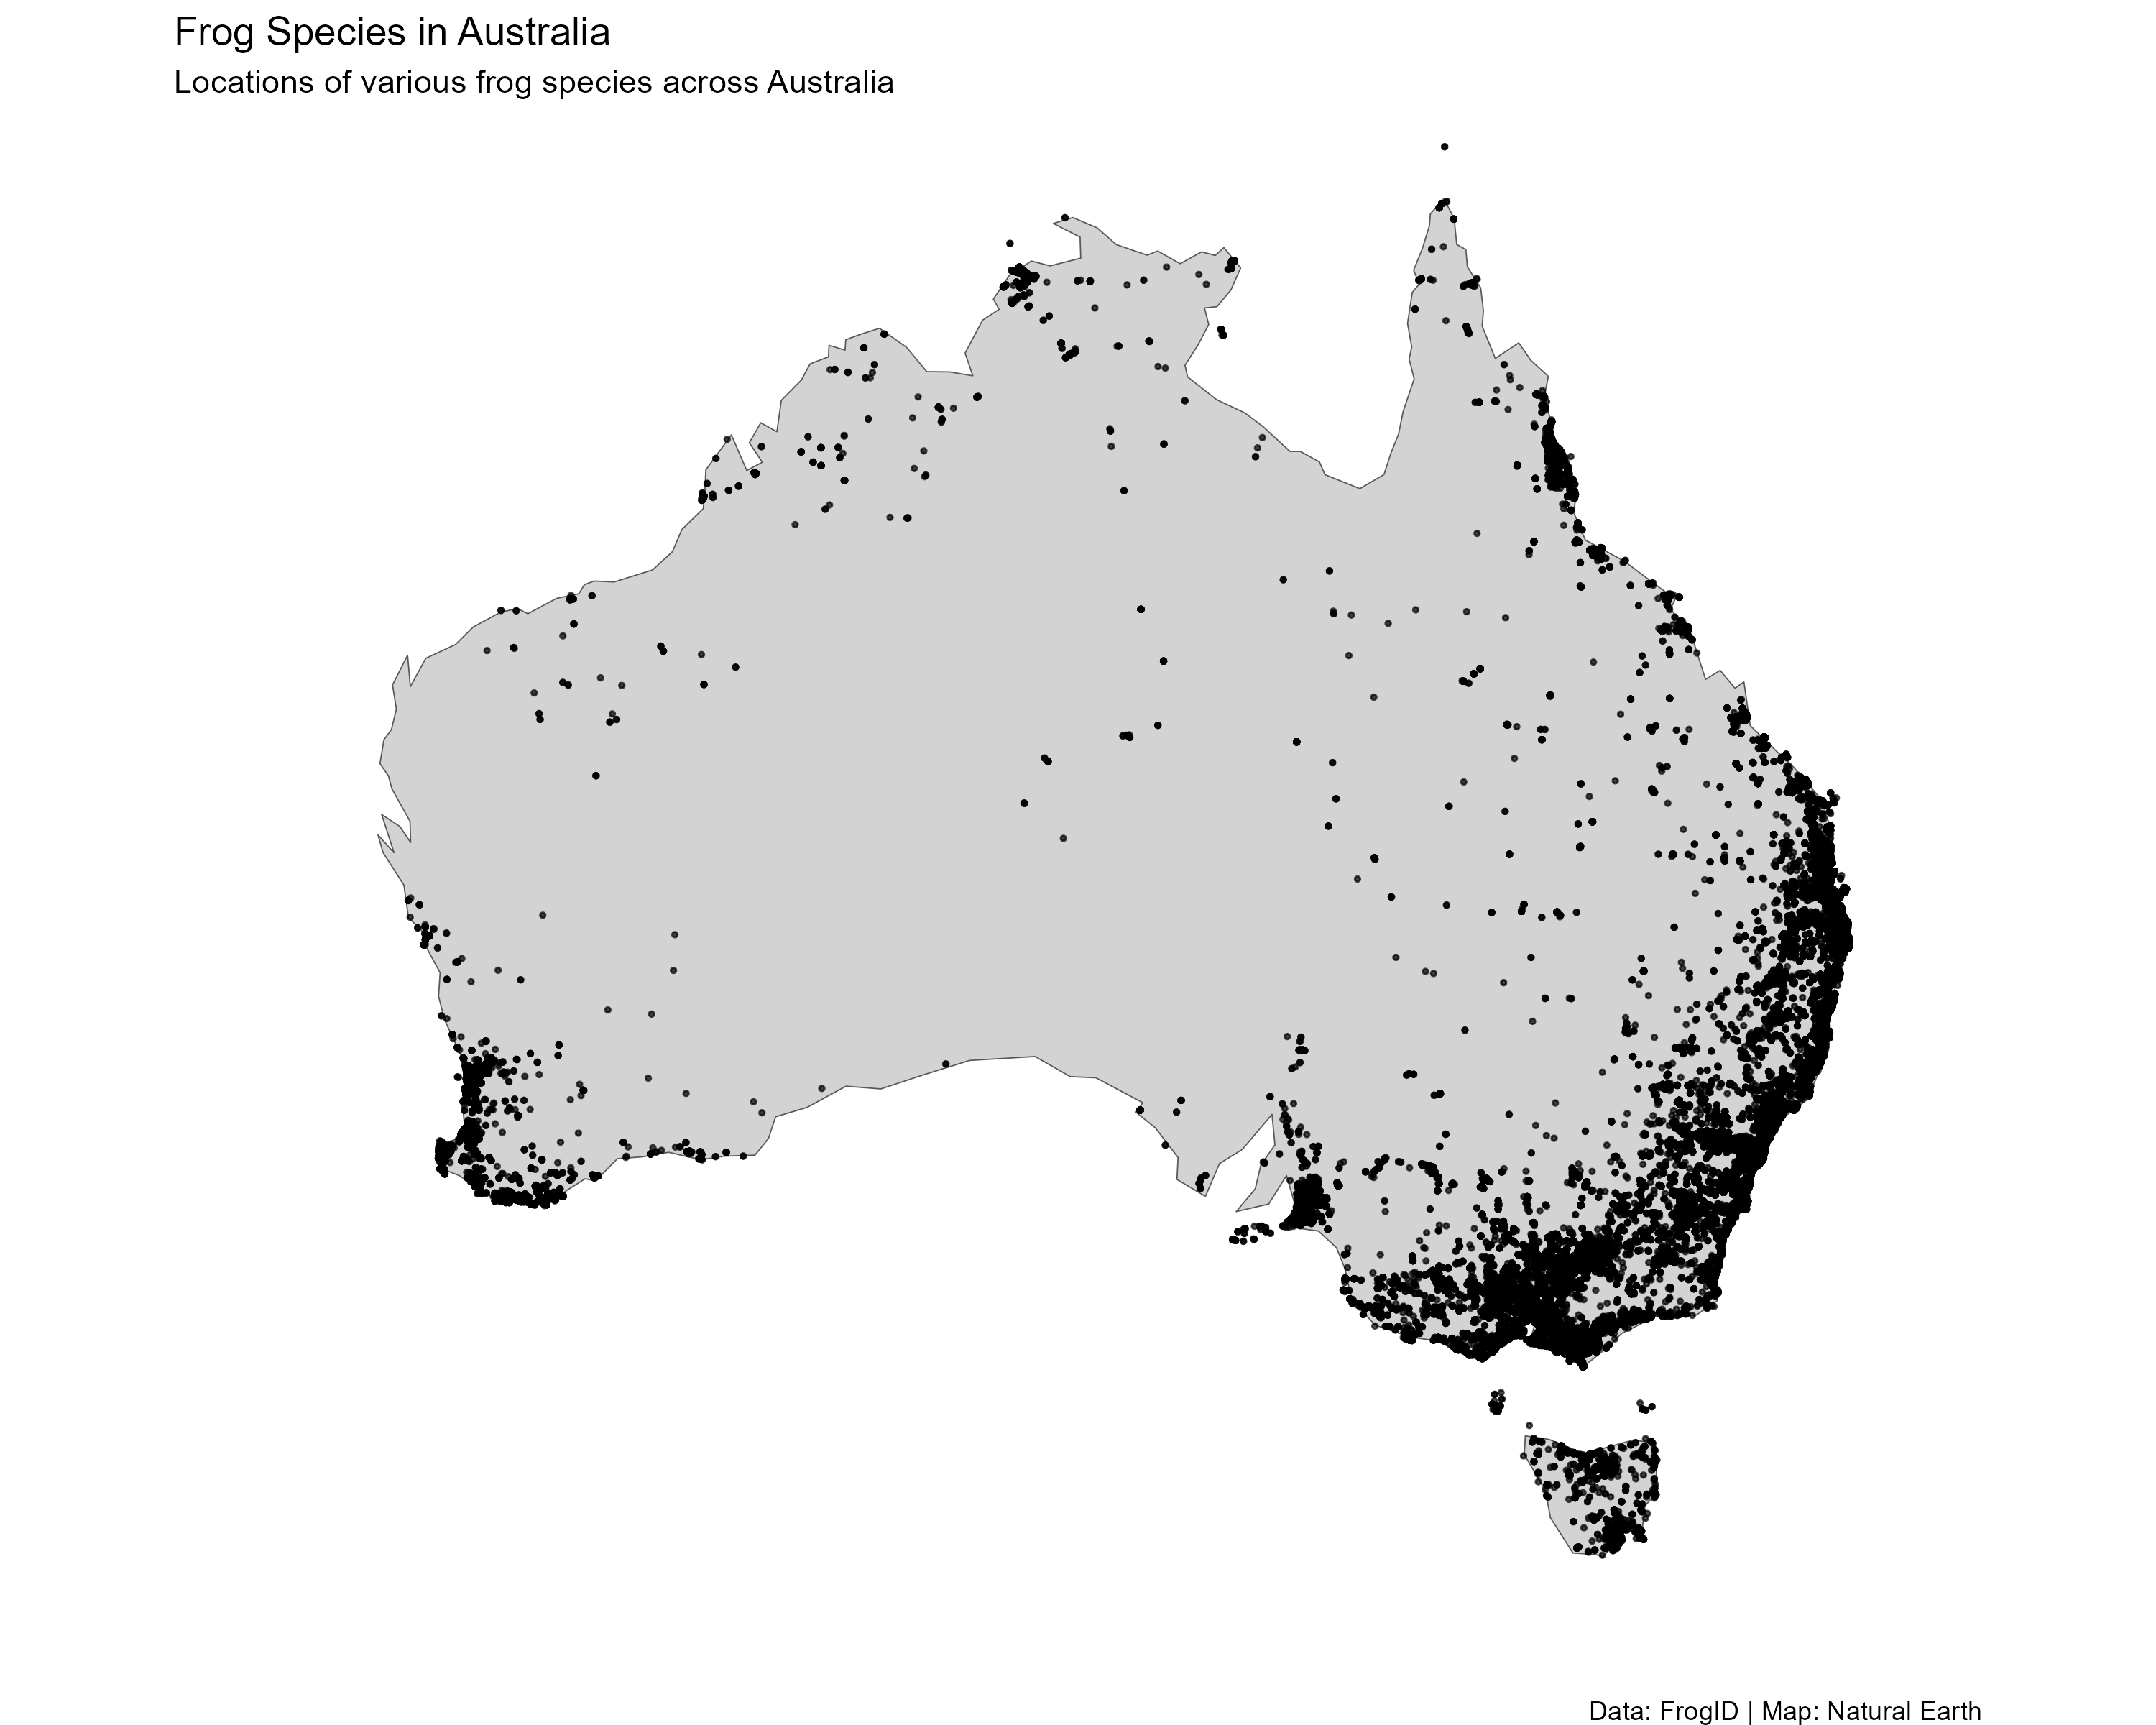 Frog Species in Australia
Locations of various frog species across Australia
Data: FrogID | Map: Natural Earth